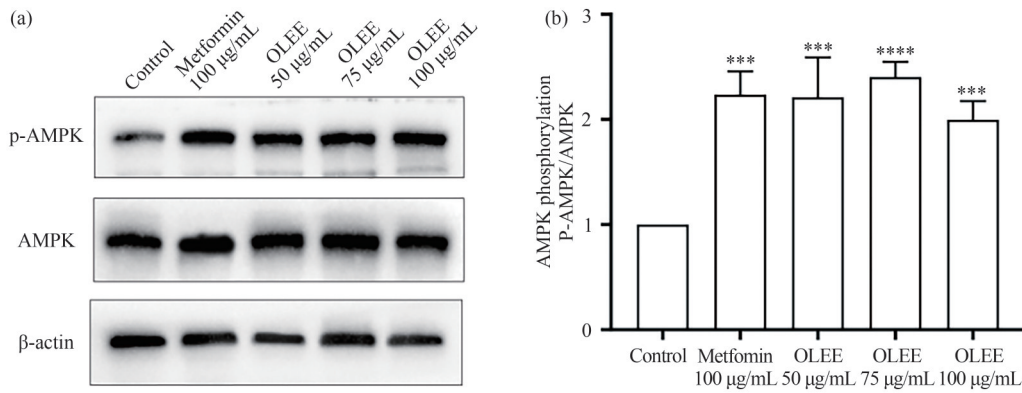 (a)
Control
Metformin
100 μg/mL
OLEE
50 μg/mL
OLEE
75 μg/mL
OLEE
100 μg/mL
p-AMPK
AMPK
β-actin
(b)
AMPK phosphorylation
P-AMPK/AMPK
3
2
1
0
***
***
****
***
Control
Metfomin
100 μg/mL
OLEE
50 μg/mL
OLEE
75 μg/mL
OLEE
100 μg/mL